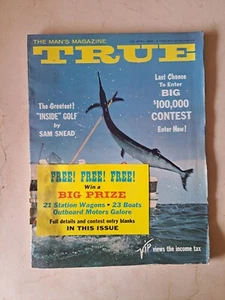 THE MAN'S MAGAZINE
TRUE
Last Chance
To Enter
BIG
$100,000
CONTEST
Enter Now!
The Greatest!
"INSIDE" GOLF
by
SAM SNEAD
FREE! FREE! FREE!
Win a
BIG PRIZE
21 Station Wagons • 23 Boats
Outboard Motors Galore
Full details and contest entry blanks
IN THIS ISSUE
VIP views the income tax